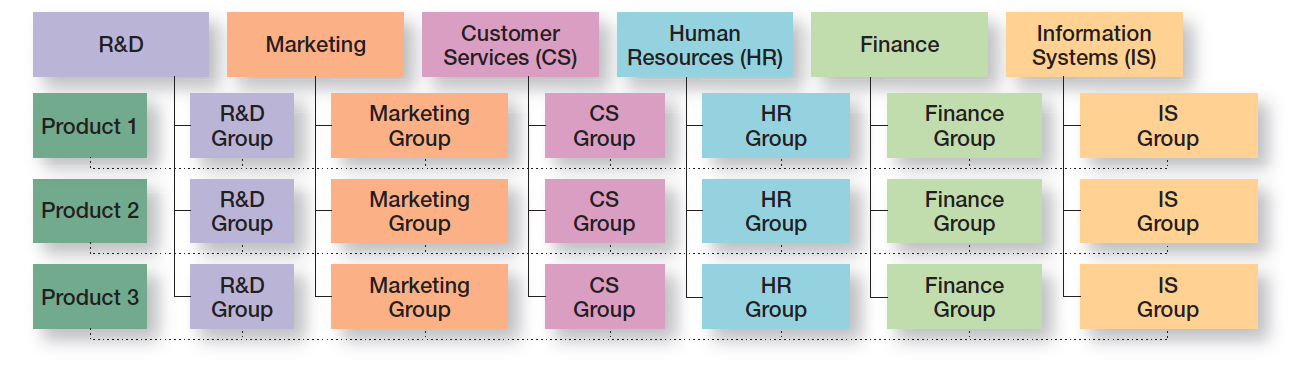 R&D
Marketing
Customer
Services (CS)
Human
Resources (HR)
Finance
Information
Systems (IS)
Product 1
R&D
Group
Marketing
Group
CS
Group
HR
Group
Finance
Group
IS
Group
Product 2
R&D
Group
Marketing
Group
CS
Group
HR
Group
Finance
Group
IS
Group
Product 3
R&D
Group
Marketing
Group
CS
Group
HR
Group
Finance
Group
IS
Group